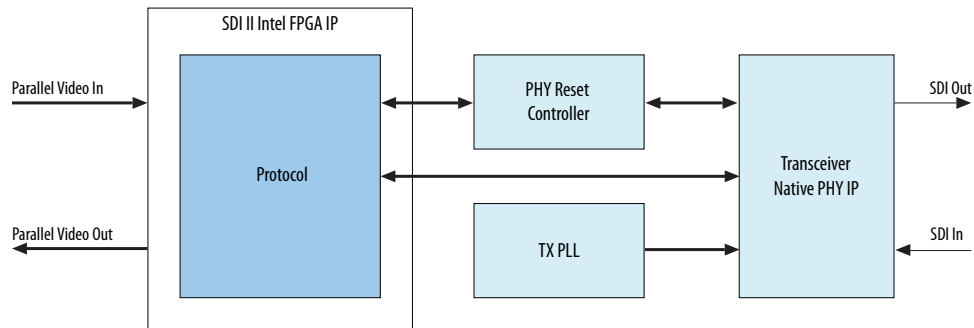 SDI II Intel FPGA IP
Parallel Video In
PHY Reset
Controller
SDI Out
Protocol
Transceiver
Native PHY IP
Parallel Video Out
TX PLL
SDI In